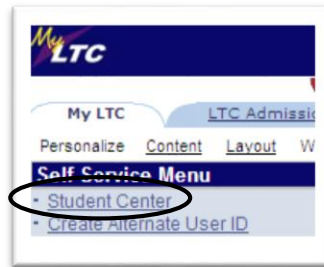 My LTC
My LTC LTC Admissi
Personalize Content Layout W
Self Service Menu
Student Center
Create Alternate User ID